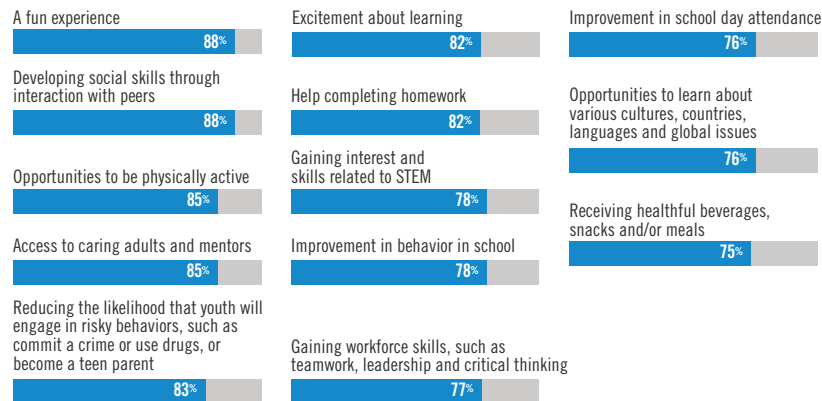 A fun experience
88%
Developing social skills through
interaction with peers
88%
Opportunities to be physically active
85%
Access to caring adults and mentors
85%
Reducing the likelihood that youth will
engage in risky behaviors, such as
commit a crime or use drugs, or
become a teen parent
83%
Excitement about learning
82%
Help completing homework
82%
Gaining interest and
skills related to STEM
78%
Improvement in behavior in school
78%
Gaining workforce skills, such as
teamwork, leadership and critical thinking
77%
Improvement in school day attendance
76%
Opportunities to learn about
various cultures, countries,
languages and global issues
76%
Receiving healthful beverages,
snacks and/or meals
75%